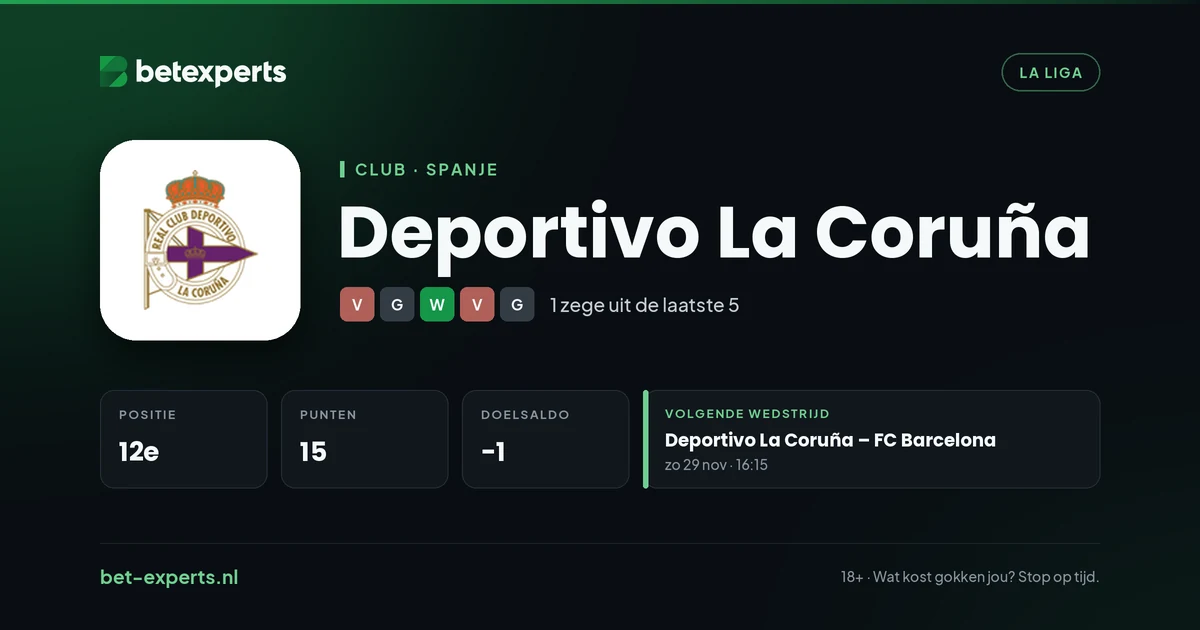 betexperts
LA LIGA
REAL CLUB DEPORTIVO
LA CORUÑA
CLUB · SPANJE
Deportivo La Coruña
V G W V G 1 zege uit de laatste 5
POSITIE
12e
PUNTEN
15
DOELSALDO
-1
VOLGENDE WEDSTRIJD
Deportivo La Coruña – FC Barcelona
zo 29 nov · 16:15
bet-experts.nl
18+ · Wat kost gokken jou? Stop op tijd.